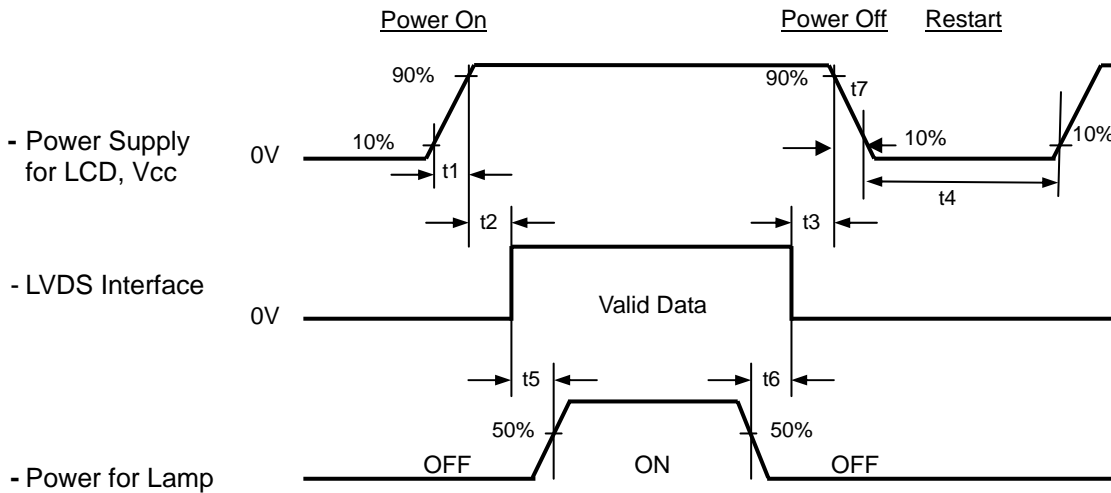 Power On
Power Off
Restart
90%
90%
t7
10%
10%
10%
- Power Supply
for LCD, Vcc
0V
t1
t4
t2
t3
- LVDS Interface
Valid Data
0V
t5
t6
50%
50%
OFF
ON
OFF
- Power for Lamp